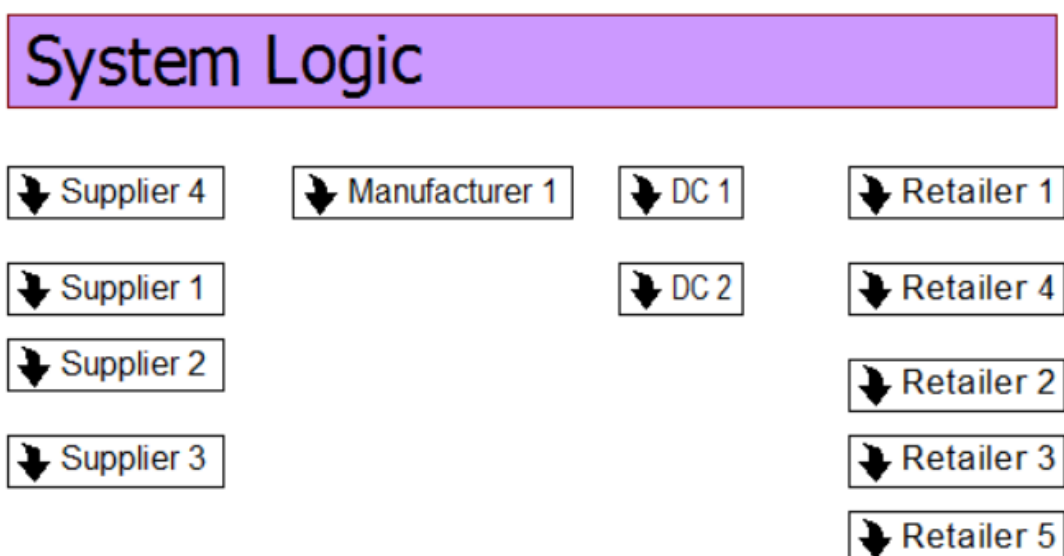 System Logic
Supplier 4 Manufacturer 1 DC 1 Retailer 1
Supplier 1 DC 2 Retailer 4
Supplier 2
Retailer 2
Supplier 3 Retailer 3
Retailer 5